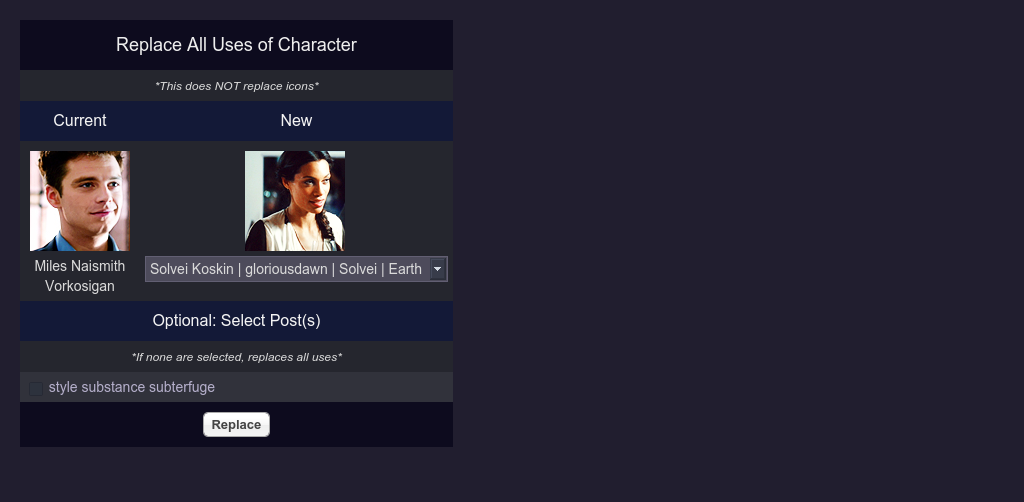 Replace All Uses of Character
*This does NOT replace icons*
Current
New
Miles Naismith
Vorkosigan
Solvei Koskin | gloriousdawn | Solvei | Earth
Optional: Select Post(s)
*If none are selected, replaces all uses*
style substance subterfuge
Replace